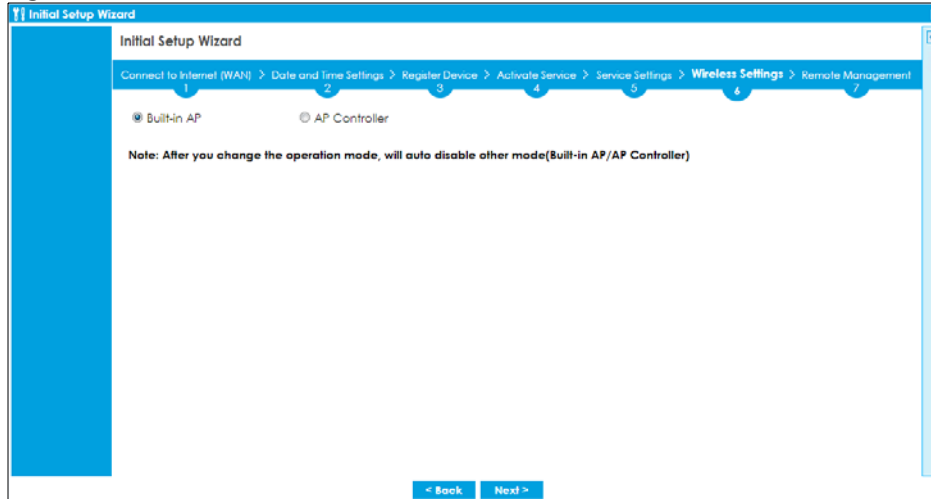 Initial Setup Wizard
Initial Setup Wizard
Connect to Internet (WAN) > Date and Time Settings > Register Device > Activate Service > Service Settings > Wireless Settings > Remote Management
1 2 3 4 5 6 7
Built-in AP AP Controller
Note: After you change the operation mode, will auto disable other mode(Built-in AP/AP Controller)
< Back Next >